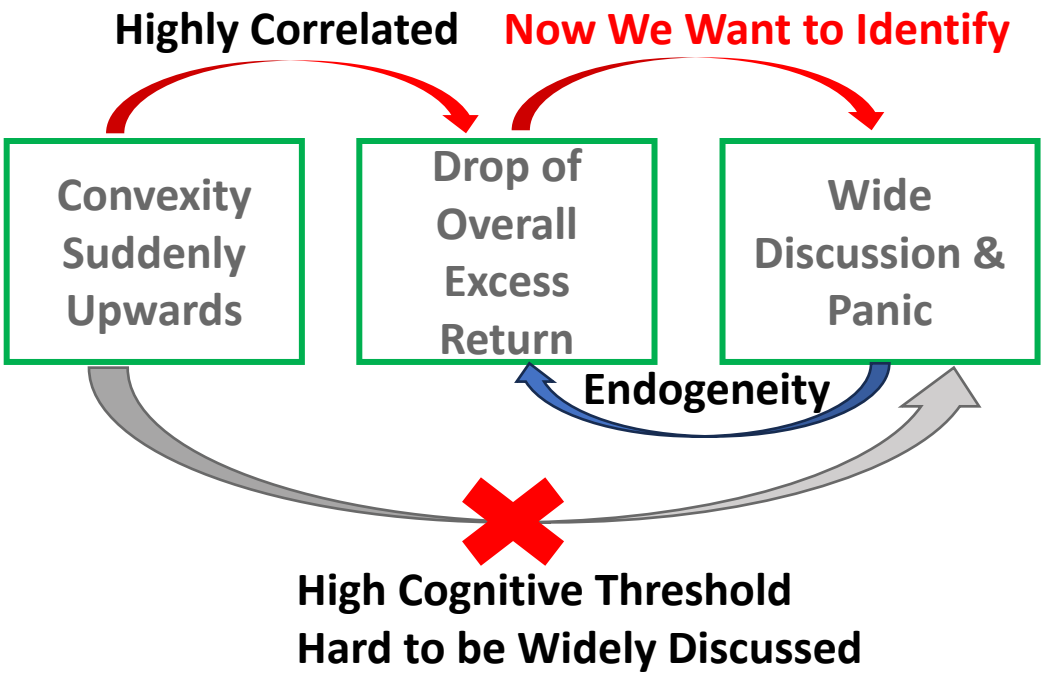 Highly Correlated
Now We Want to Identify
Convexity
Suddenly
Upwards
Drop of
Overall
Excess
Return
Wide
Discussion &
Panic
Endogeneity
High Cognitive Threshold
Hard to be Widely Discussed